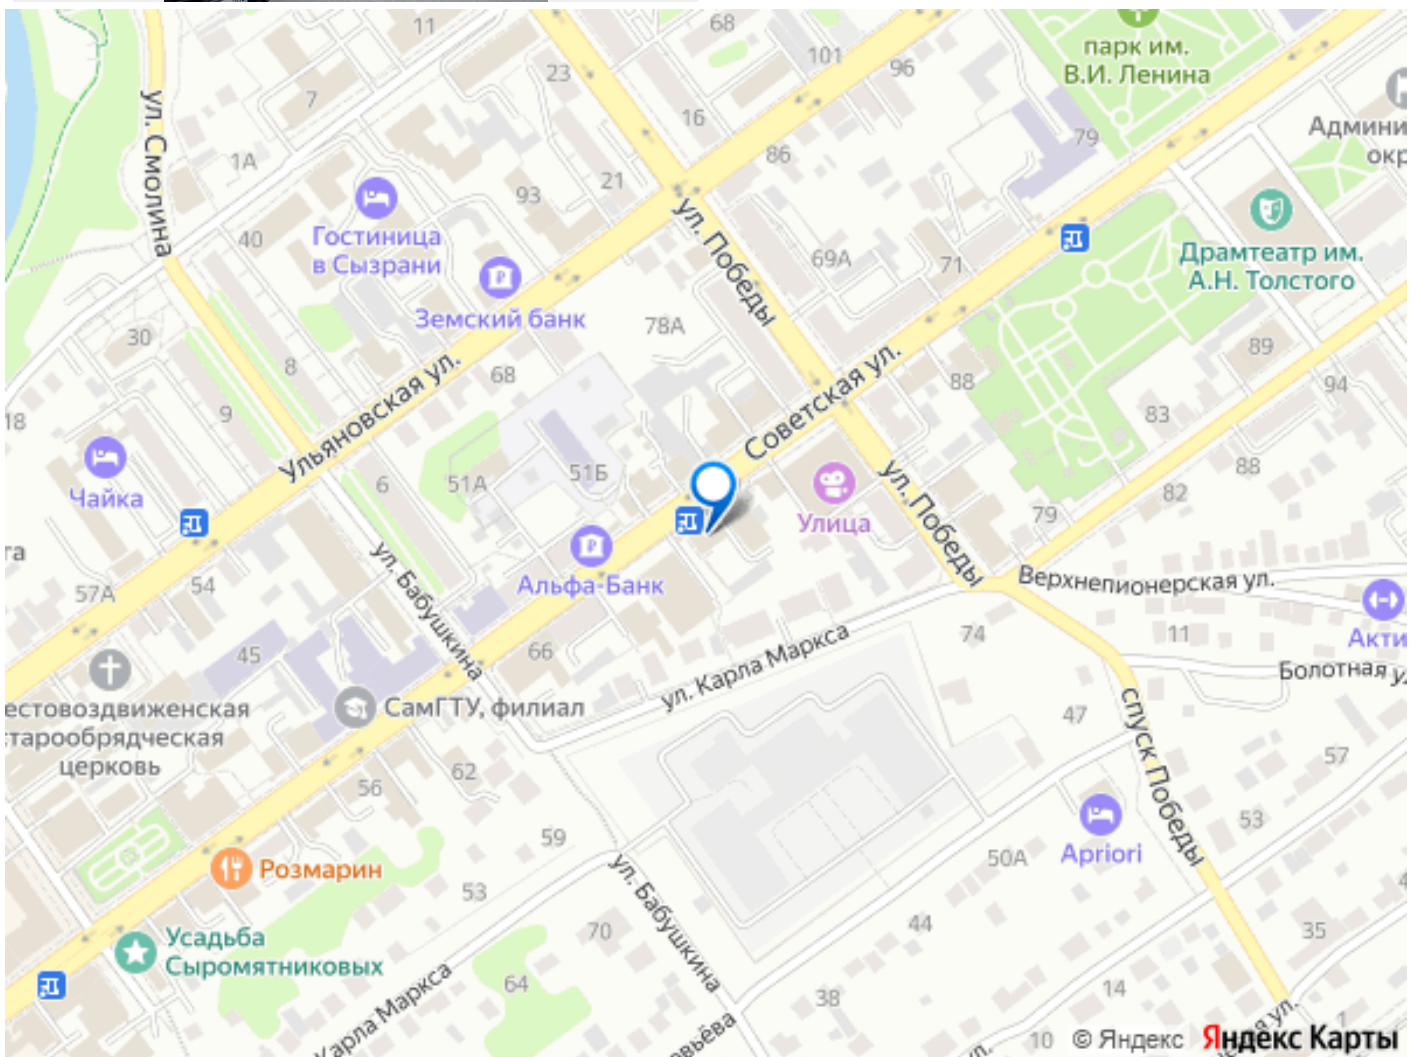 11
68
парк им.
В.И. Ленина
101
96
23
7
16
79
Админи
окр
ул. Смолина
1А
86
21
93
Гостиница
в Сызрани
40
ул. Победы
69А
71
Драмтеатр им.
А.Н. Толстого
Земский банк
78А
30
8
68
Ульяновская ул.
Советская ул.
88
89
94
9
83
18
Чайка
6
51А
51Б
88
82
79
Улица
ул. Победы
га
57А
54
ул. Бабушкина
Альфа-Банк
Верхнепионерская ул.
Акти
11
74
Болотная у
45
66
ул. Карла Маркса
естовоздвиженская
тарообрядческая
церковь
СамГТУ, филиал
47
спуск Победы
57
62
56
53
59
Apriori
50А
Розмарин
53
ул. Бабушкина
44
70
35
Усадьба
Сыромятниковых
64
38
14
Карла Маркса
вьёва
10
ул.
1
© Яндекс
Яндекс Карты